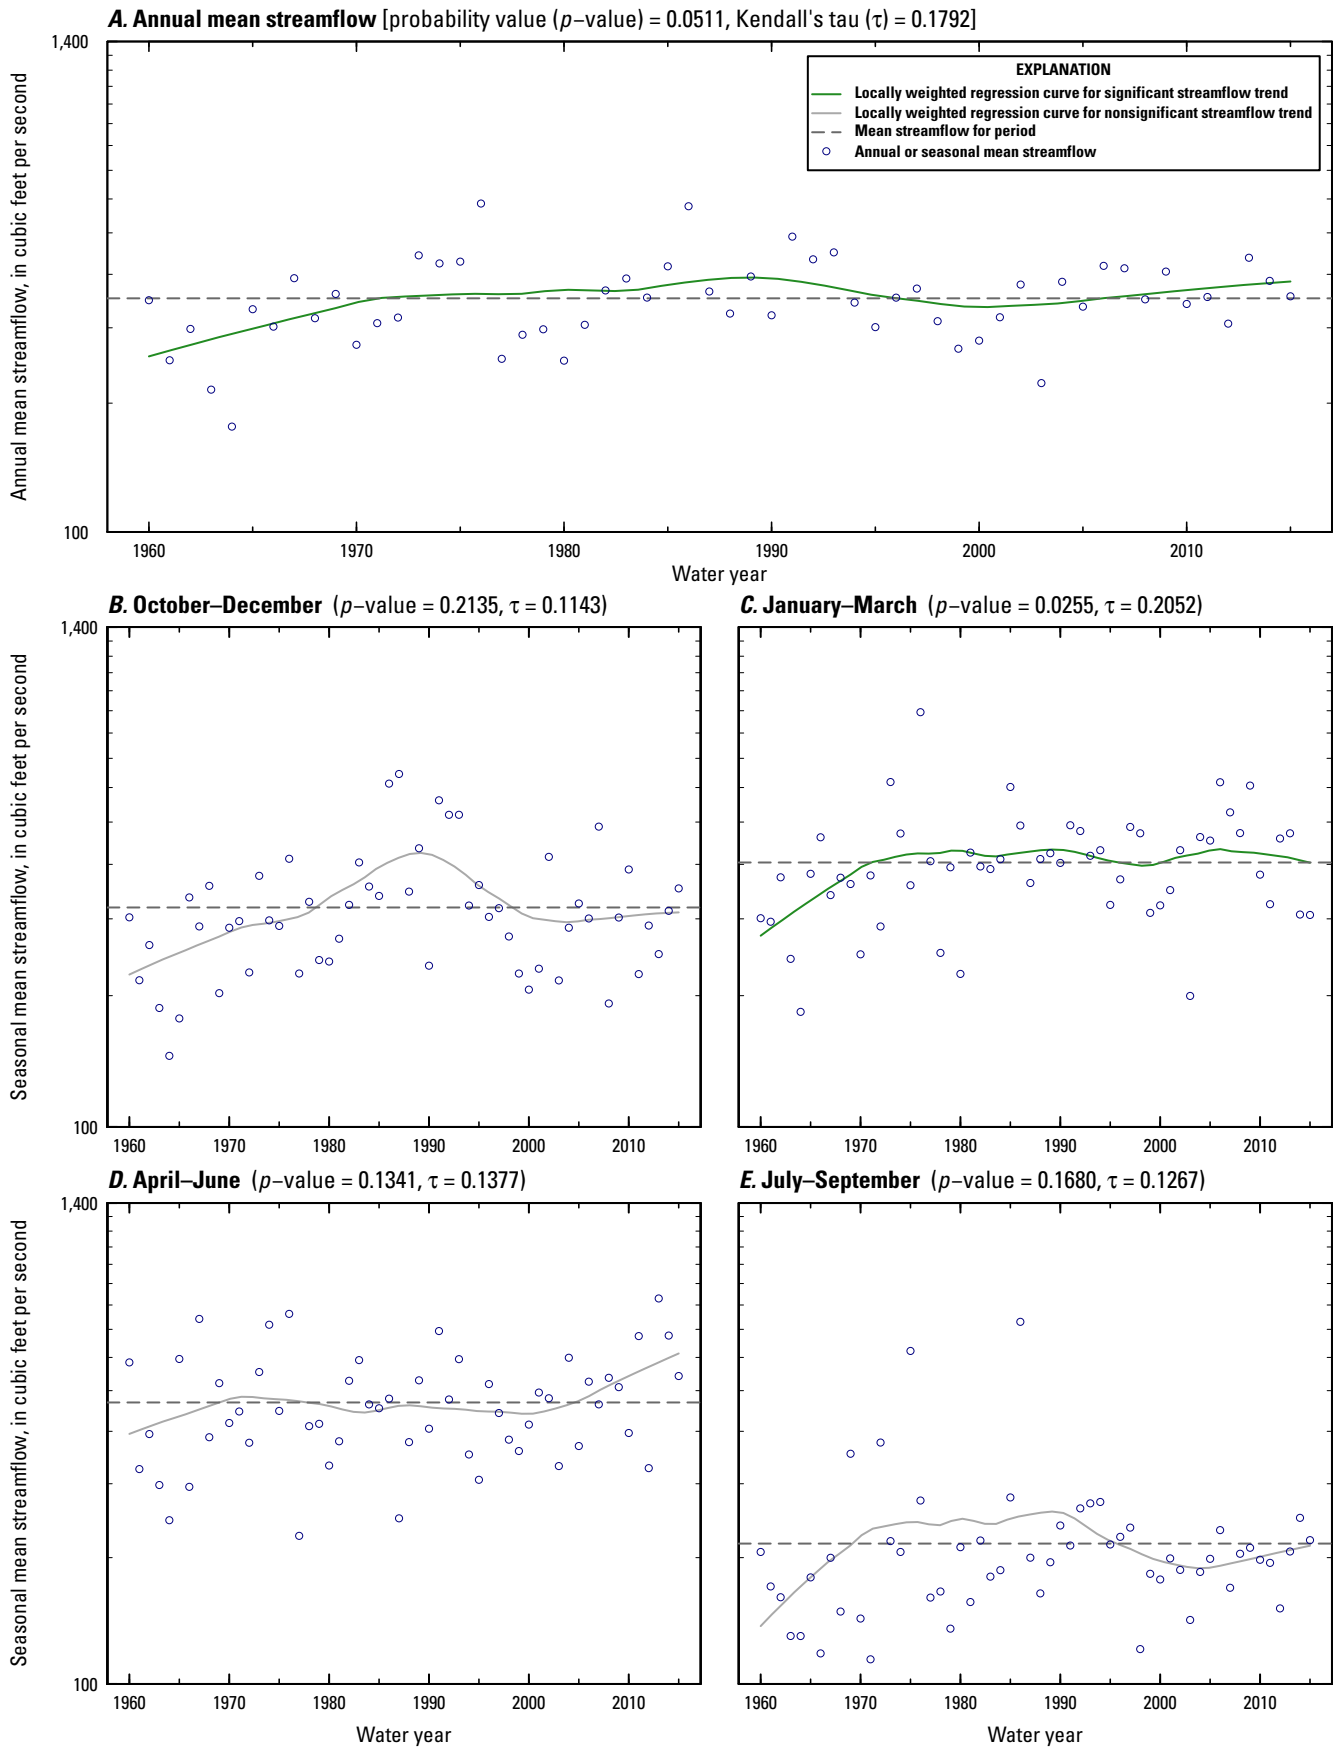 A. Annual mean streamflow [probability value (p–value) = 0.0511, Kendall's tau (τ) = 0.1792]
1,400
Annual mean streamflow, in cubic feet per second
EXPLANATION
Locally weighted regression curve for significant streamflow trend
Locally weighted regression curve for nonsignificant streamflow trend
Mean streamflow for period
Annual or seasonal mean streamflow
100
1960 1970 1980 1990 2000 2010
Water year
B. October–December (p–value = 0.2135, τ = 0.1143)
1,400
Seasonal mean streamflow, in cubic feet per second
100
1960 1970 1980 1990 2000 2010
C. January–March (p–value = 0.0255, τ = 0.2052)
1960 1970 1980 1990 2000 2010
D. April–June (p–value = 0.1341, τ = 0.1377)
1,400
Seasonal mean streamflow, in cubic feet per second
100
1960 1970 1980 1990 2000 2010
Water year
E. July–September (p–value = 0.1680, τ = 0.1267)
1960 1970 1980 1990 2000 2010
Water year